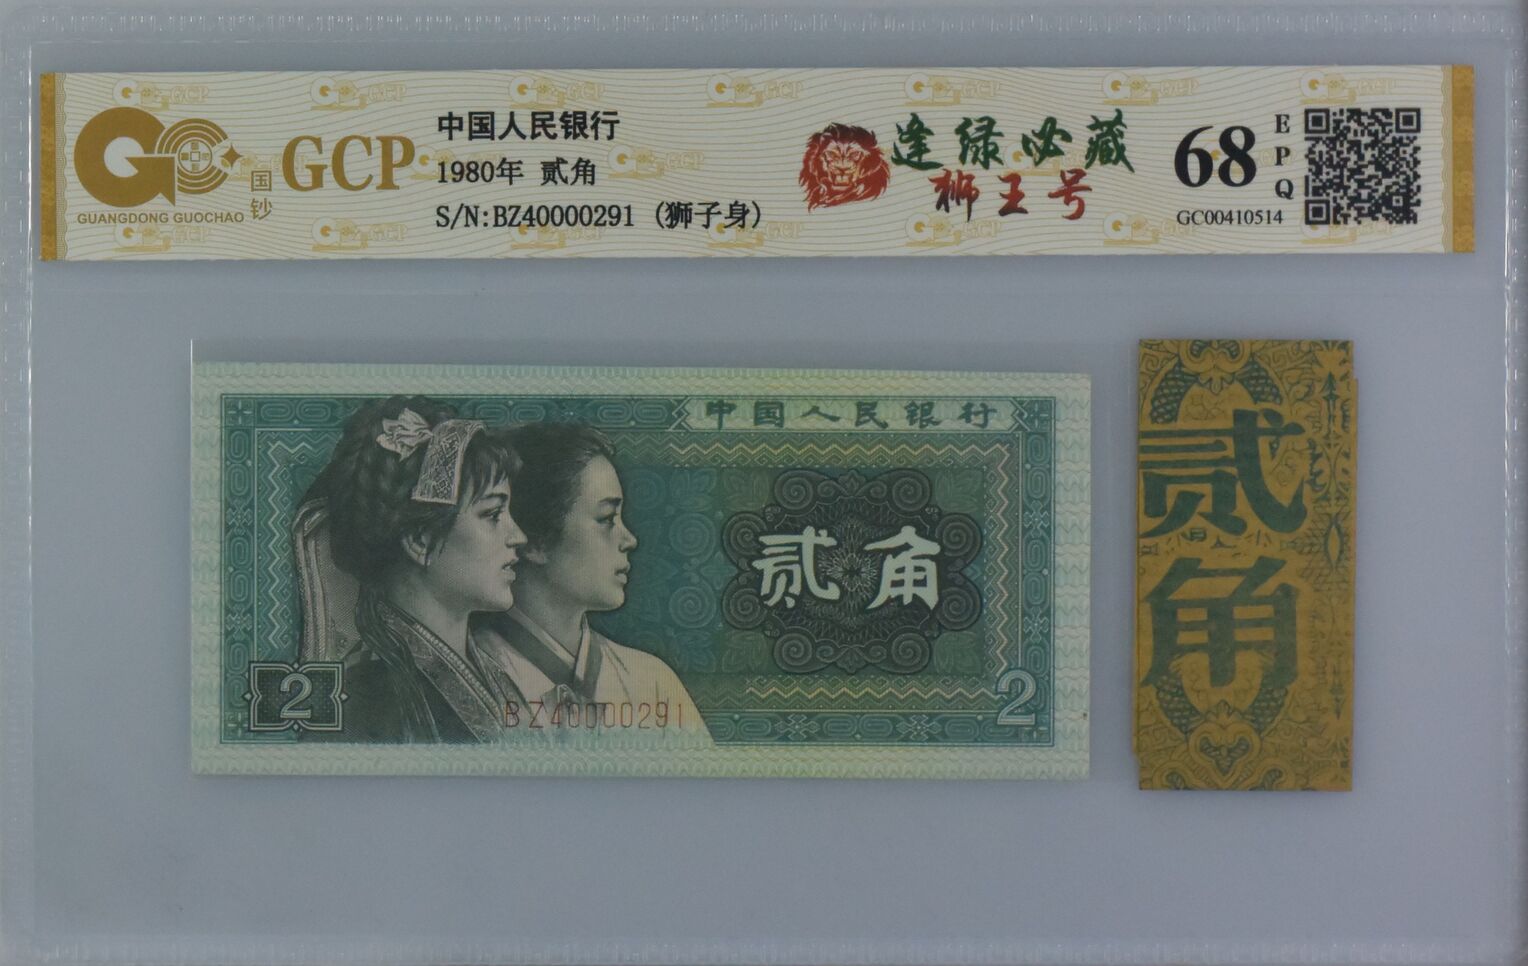 GCP
国钞
GUANGDONG GUOCHAO
中国人民银行
1980年 贰角
S/N:BZ40000291 (狮子身)
逢绿必藏
狮王号
68
EPQ
GC00410514
中国人民银行
贰角
2
2
BZ40000291
贰角